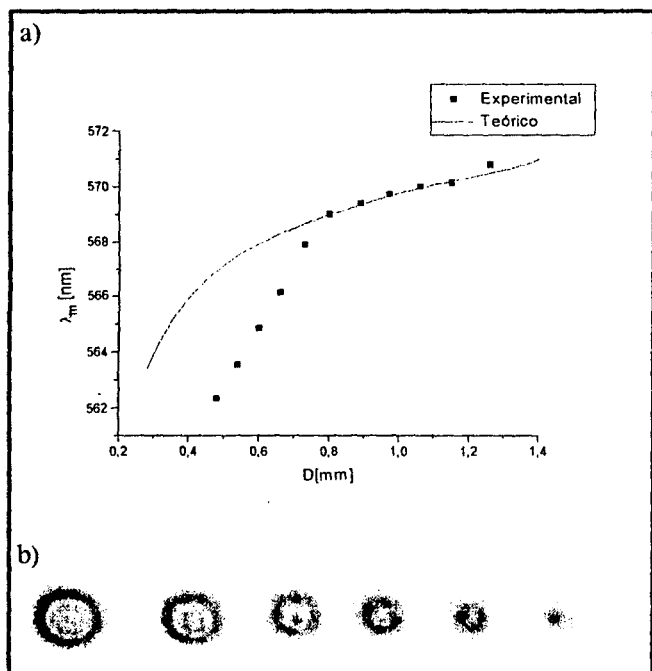 a)
Experimental
Teórico
572
570
568
566
564
562
λm [nm]
0,2
0,4
0,6
0,8
1,0
1,2
1,4
D[mm]
b)